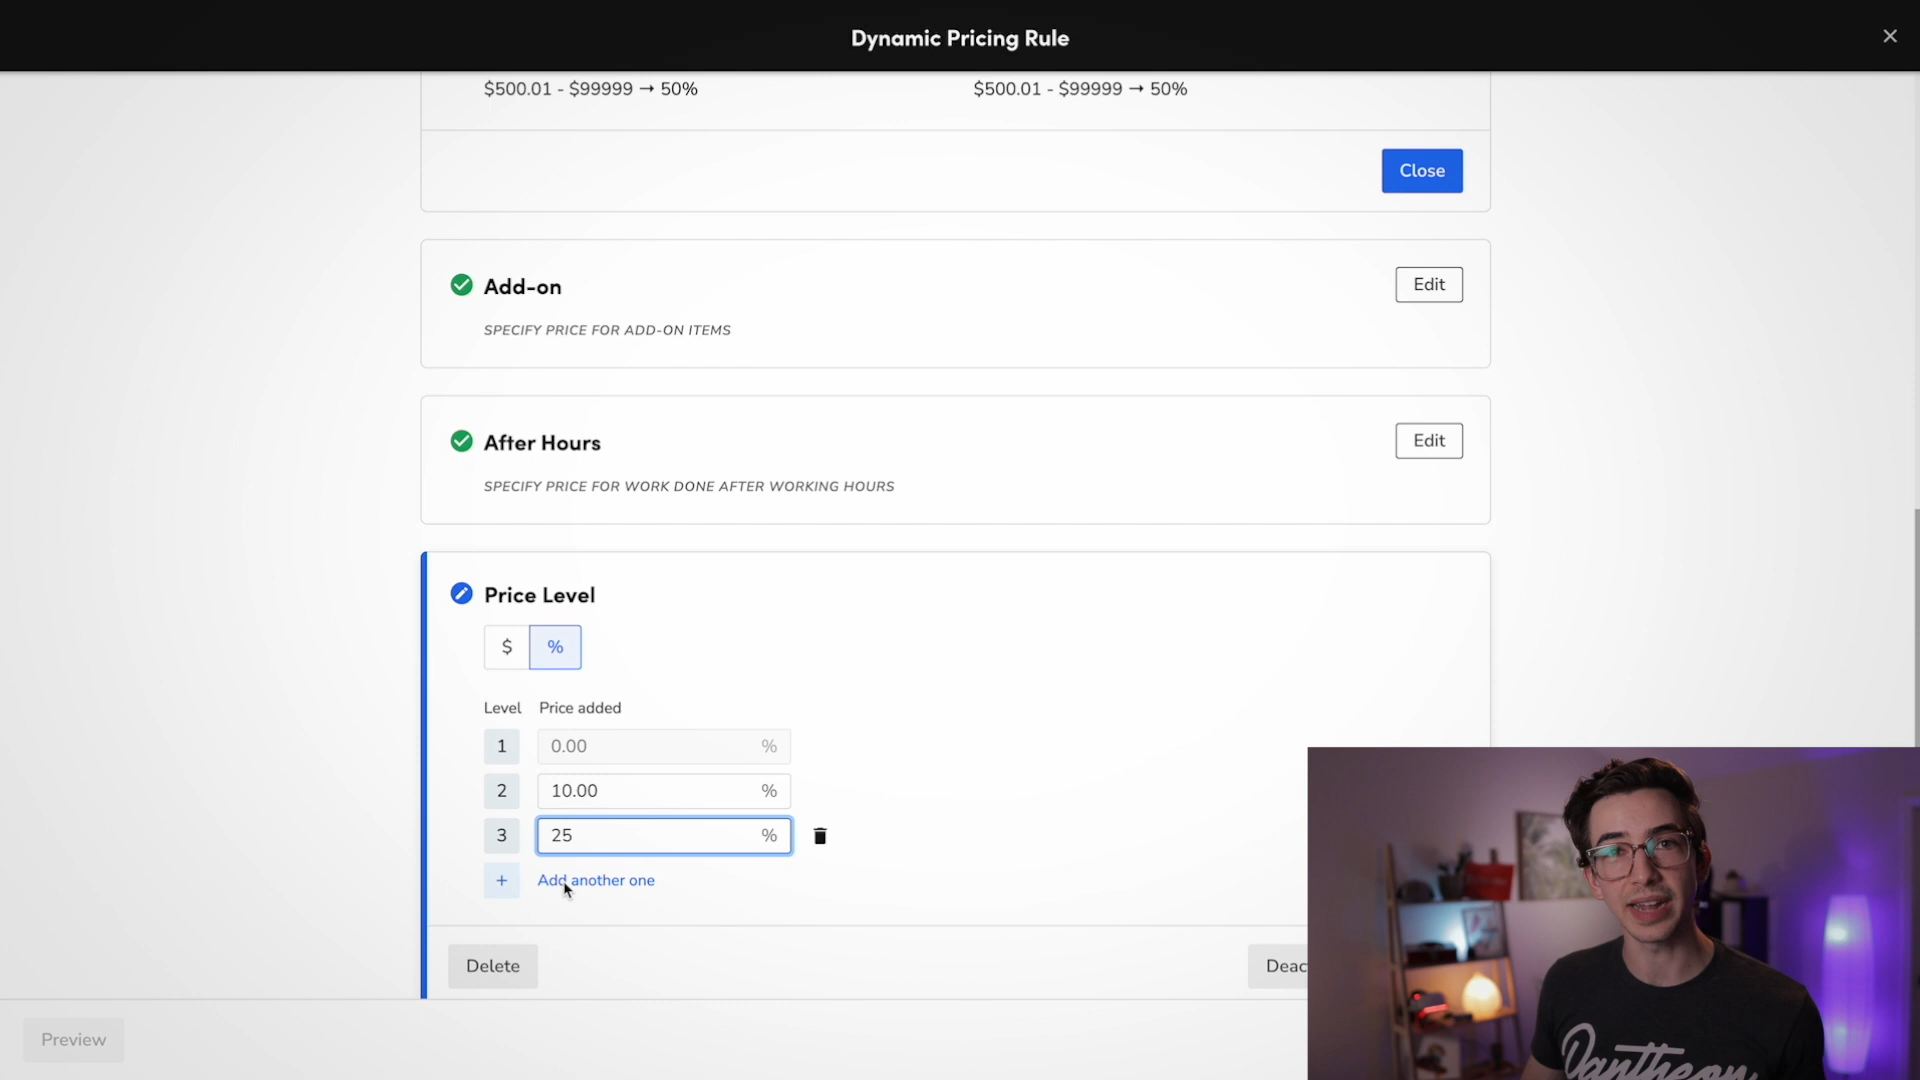 Dynamic Pricing Rule
$500.01 - $99999 → 50%
$500.01 - $99999 → 50%
Close
Add-on
Edit
SPECIFY PRICE FOR ADD-ON ITEMS
After Hours
Edit
SPECIFY PRICE FOR WORK DONE AFTER WORKING HOURS
Price Level
$ %
Level Price added
1 0.00 %
2 10.00 %
3 25 %
+ Add another one
Delete
Deac
Preview
Pantheon